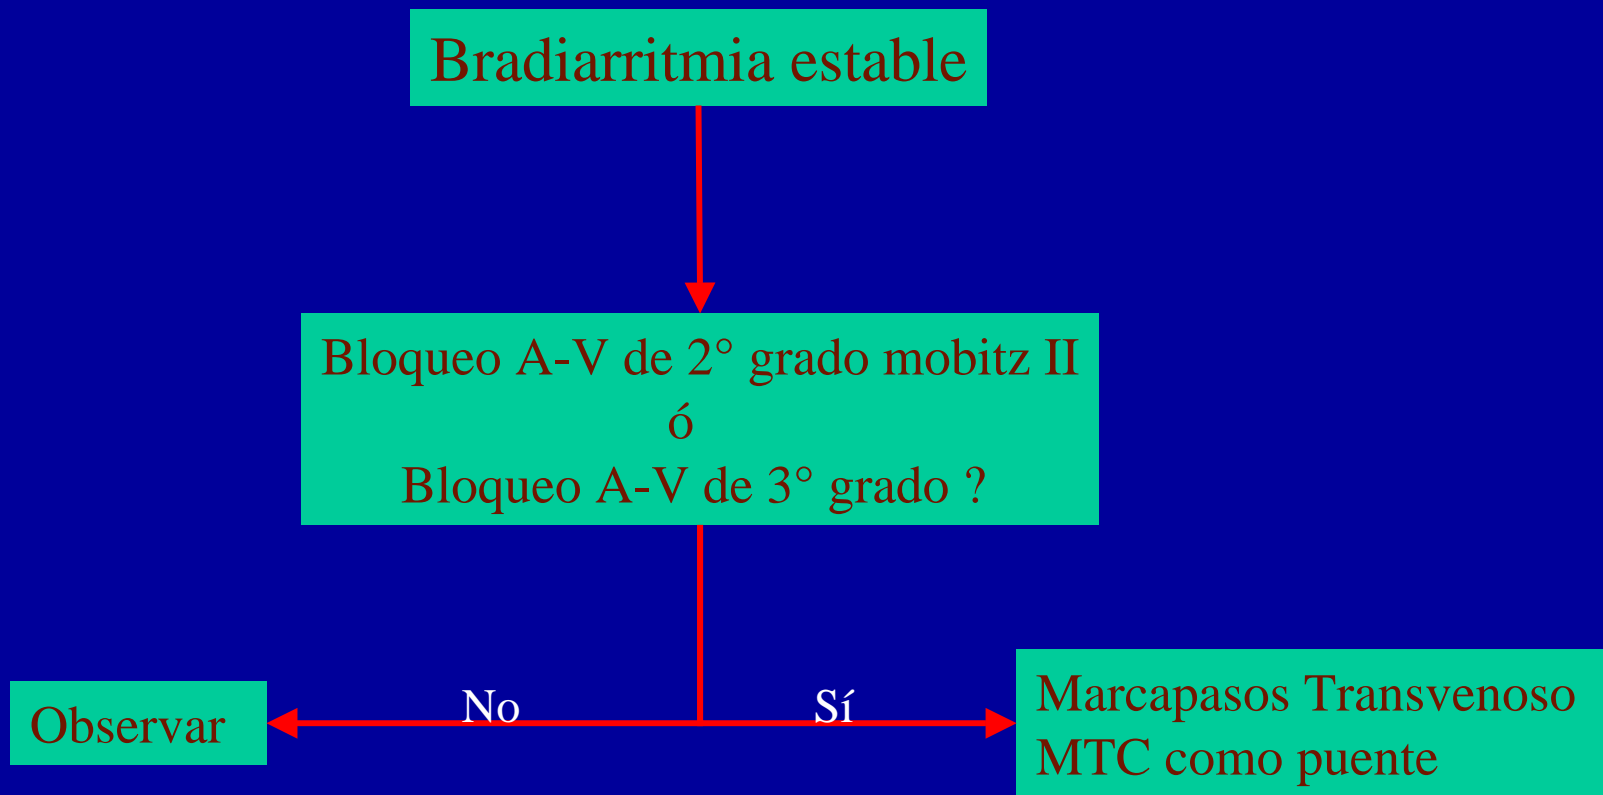 Bradiarritmia estable
Bloqueo A-V de 2° grado mobitz II
ó
Bloqueo A-V de 3° grado ?
No
Sí
Observar
Marcapasos Transvenoso
MTC como puente